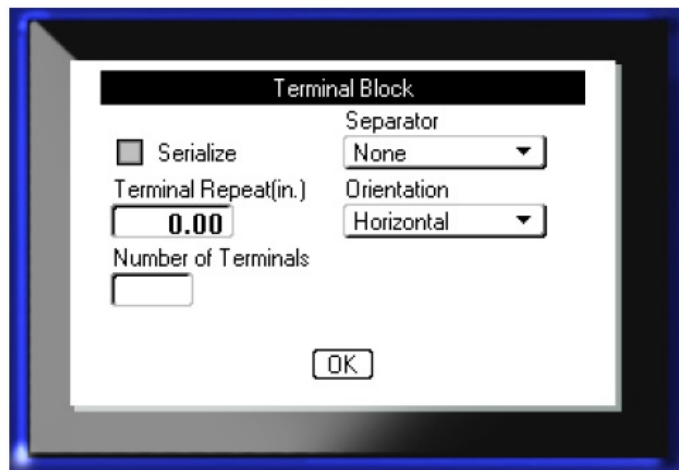 Terminal Block
Separator
Serialize
None
Terminal Repeat(in.)
Orientation
0.00
Horizontal
Number of Terminals
OK